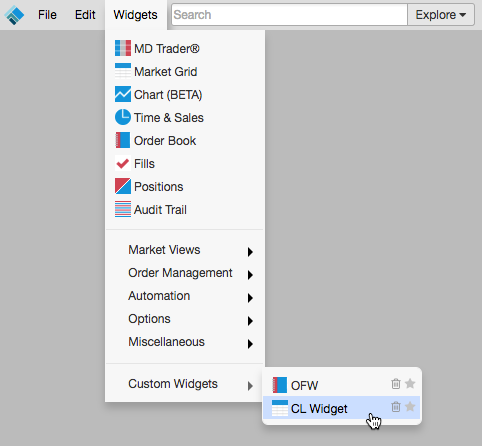 File Edit Widgets Search Explore
MD Trader®
Market Grid
Chart (BETA)
Time & Sales
Order Book
Fills
Positions
Audit Trail
Market Views
Order Management
Automation
Options
Miscellaneous
Custom Widgets
OFW
CL Widget